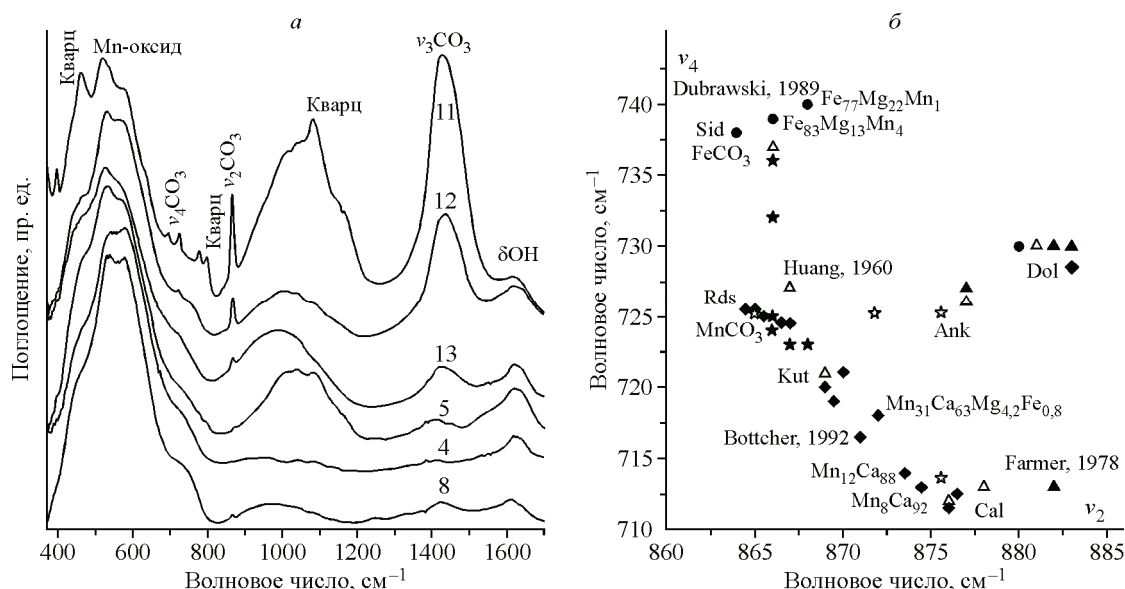 а
Кварц
Mn-оксид
ν₄CO₃
Кварц
ν₂CO₃
Кварц
ν₃CO₃
11
12
δOH
13
5
4
8
Поглощение, пр. ед.
400 600 800 1000 1200 1400 1600
Волновое число, см⁻¹
б
ν₄
Dubrawski, 1989
Fe₇₇Mg₂₂Mn₁
Sid
Fe₈₃Mg₁₃Mn₄
FeCO₃
Huang, 1960
Dol
Rds
MnCO₃
Ank
Kut
Mn₃₁Ca₆₃Mg₄,₂Fe₀,₈
Bottcher, 1992
Mn₁₂Ca₈₈
Farmer, 1978
Mn₈Ca₉₂
Cal
ν₂
740
735
730
725
720
715
710
Волновое число, см⁻¹
860 865 870 875 880 885
Волновое число, см⁻¹